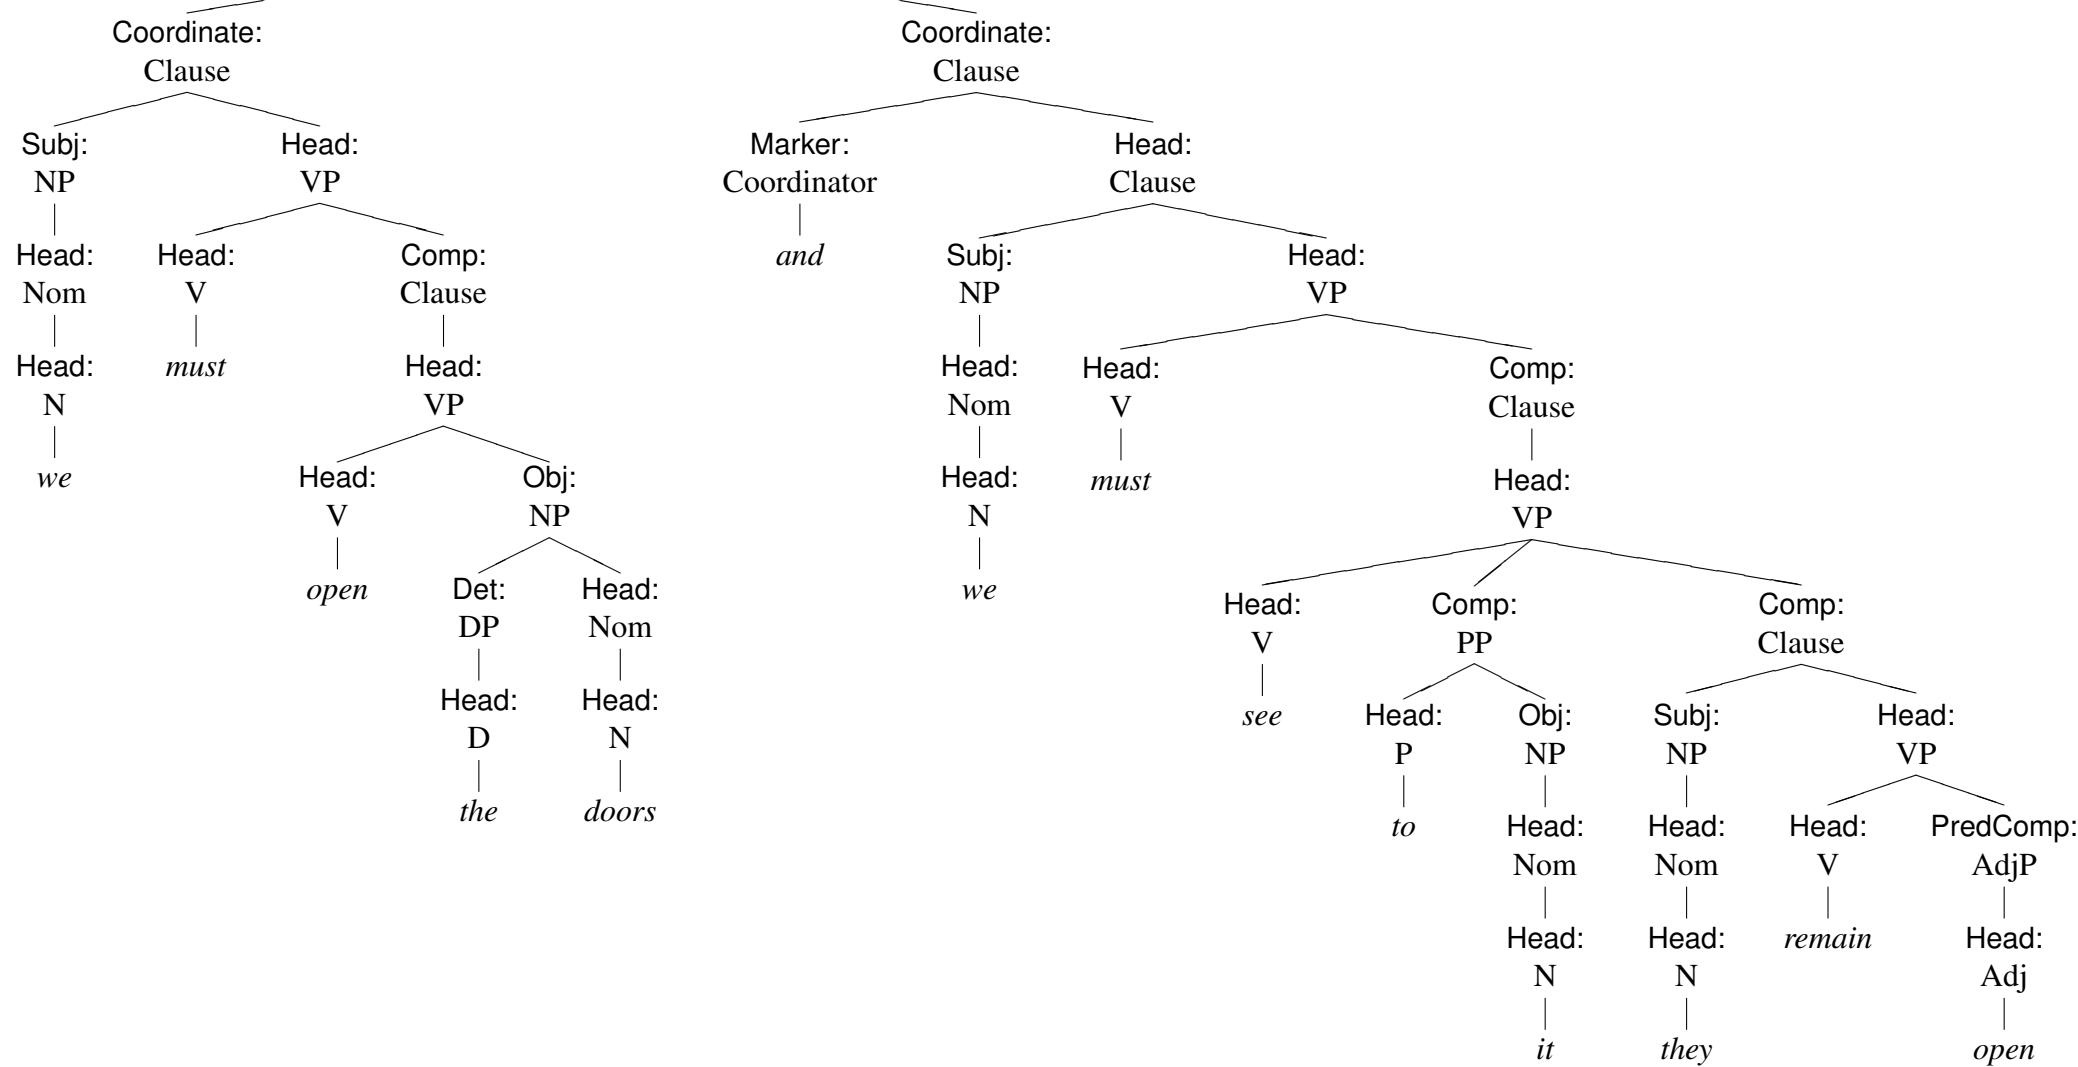 Coordinate: Coordinate:
Clause Clause
Subj: Head: Marker: Head:
NP VP Coordinator Clause
Head: Head: Comp: and Subj: Head:
Nom V Clause NP VP
Head: must Head: Head: Head: Comp:
N VP Nom V Clause
we Head: Obj: Head: must Head:
V NP N VP
open Det: Head: we Head: Comp: Comp:
DP Nom V PP Clause
Head: Head: see Head: Obj: Subj: Head:
D N P NP NP VP
the doors to Head: Head: Head: PredComp:
Nom Nom V AdjP
Head: Head: remain Head:
N N Adj
it they open